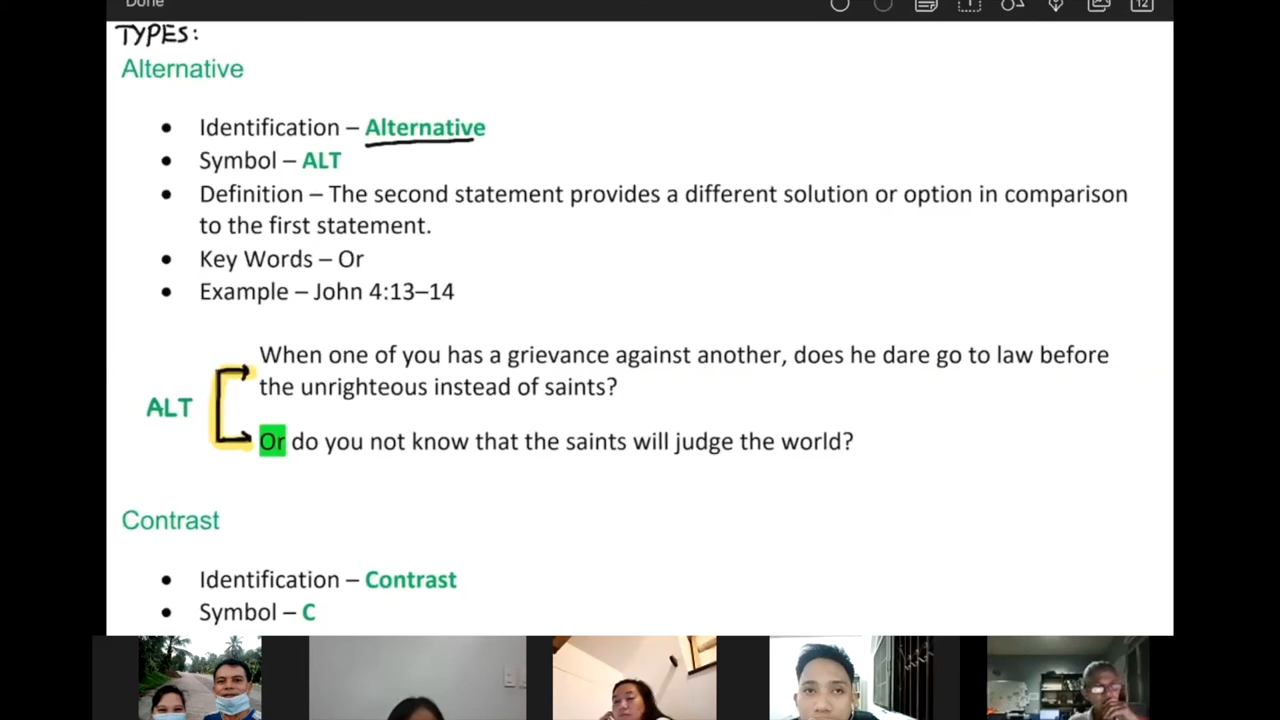 Done
12
TYPES:
Alternative
• Identification – Alternative
• Symbol – ALT
• Definition – The second statement provides a different solution or option in comparison
to the first statement.
• Key Words – Or
• Example – John 4:13–14
When one of you has a grievance against another, does he dare go to law before
the unrighteous instead of saints?
ALT
Or do you not know that the saints will judge the world?
Contrast
• Identification – Contrast
• Symbol – C